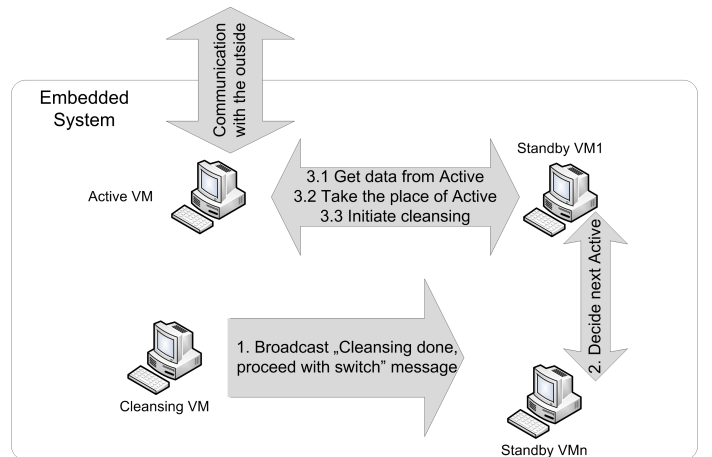 Communication
with the outside
Embedded
System
Standby VM1
Active VM
3.1 Get data from Active
3.2 Take the place of Active
3.3 Initiate cleansing
2. Decide next Active
1. Broadcast „Cleansing done,
proceed with switch” message
Cleansing VM
Standby VMn